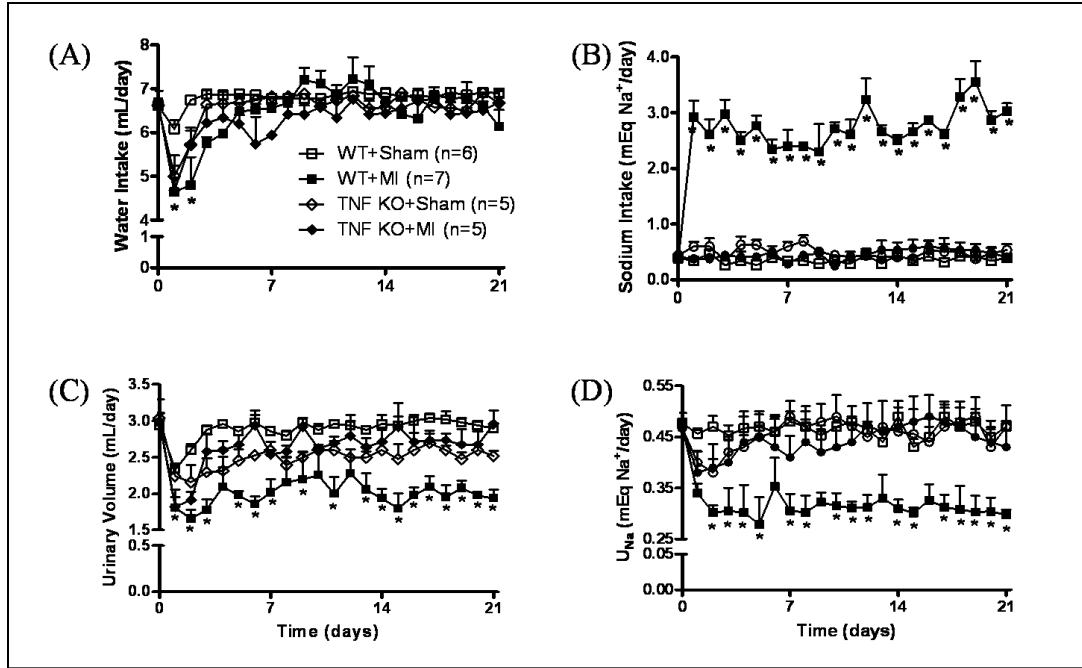 (A)
Water Intake (mL/day)
8
7
6
5
4
1
0
0 7 14 21
WT+Sham (n=6)
WT+MI (n=7)
TNF KO+Sham (n=5)
TNF KO+MI (n=5)
* *
(B)
Sodium Intake (mEq Na⁺/day)
4.0
3.0
2.0
1.0
0.0
0 7 14 21
* * * * * * * * * * * * * * * * * * * * *
(C)
Urinary Volume (mL/day)
3.5
3.0
2.5
2.0
1.5
0.5
0.0
0 7 14 21
Time (days)
* * * * * * * * * * * * * * * *
(D)
U_Na (mEq Na⁺/day)
0.55
0.45
0.35
0.25
0.05
0.00
0 7 14 21
Time (days)
* * * * * * * * * * * * * * * *